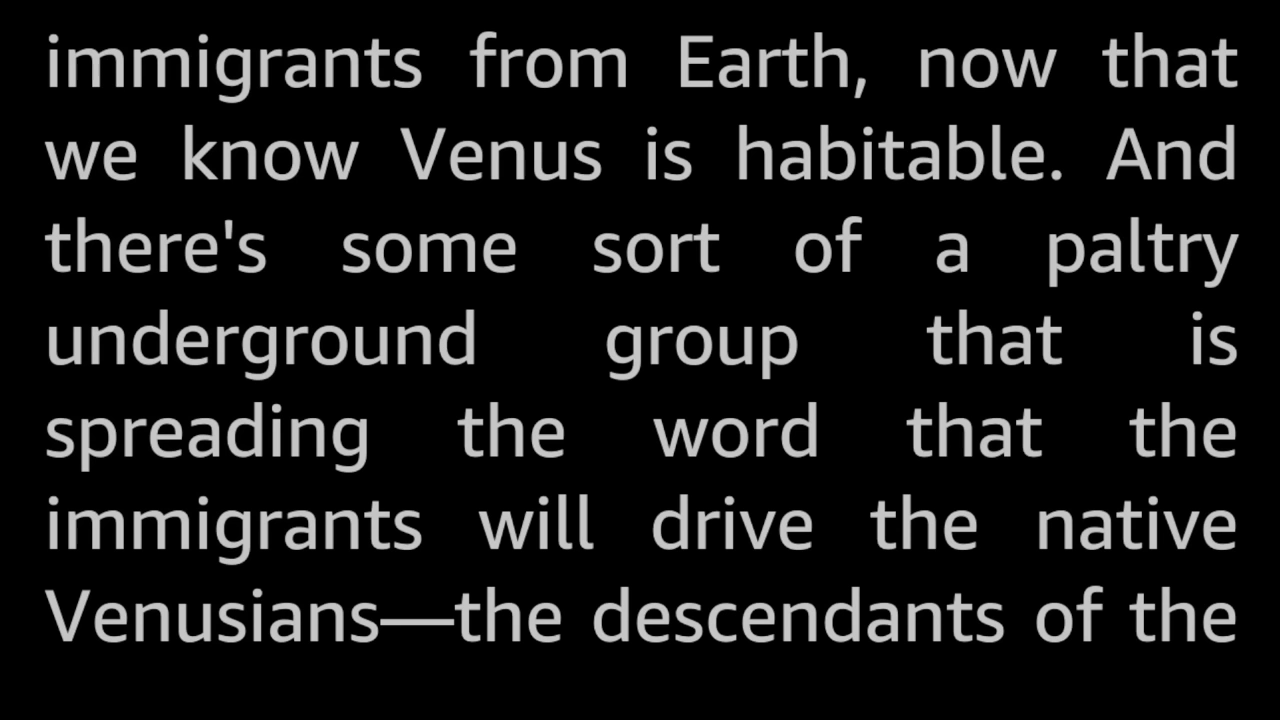 immigrants from Earth, now that
we know Venus is habitable. And
there's some sort of a paltry
underground group that is
spreading the word that the
immigrants will drive the native
Venusians—the descendants of the